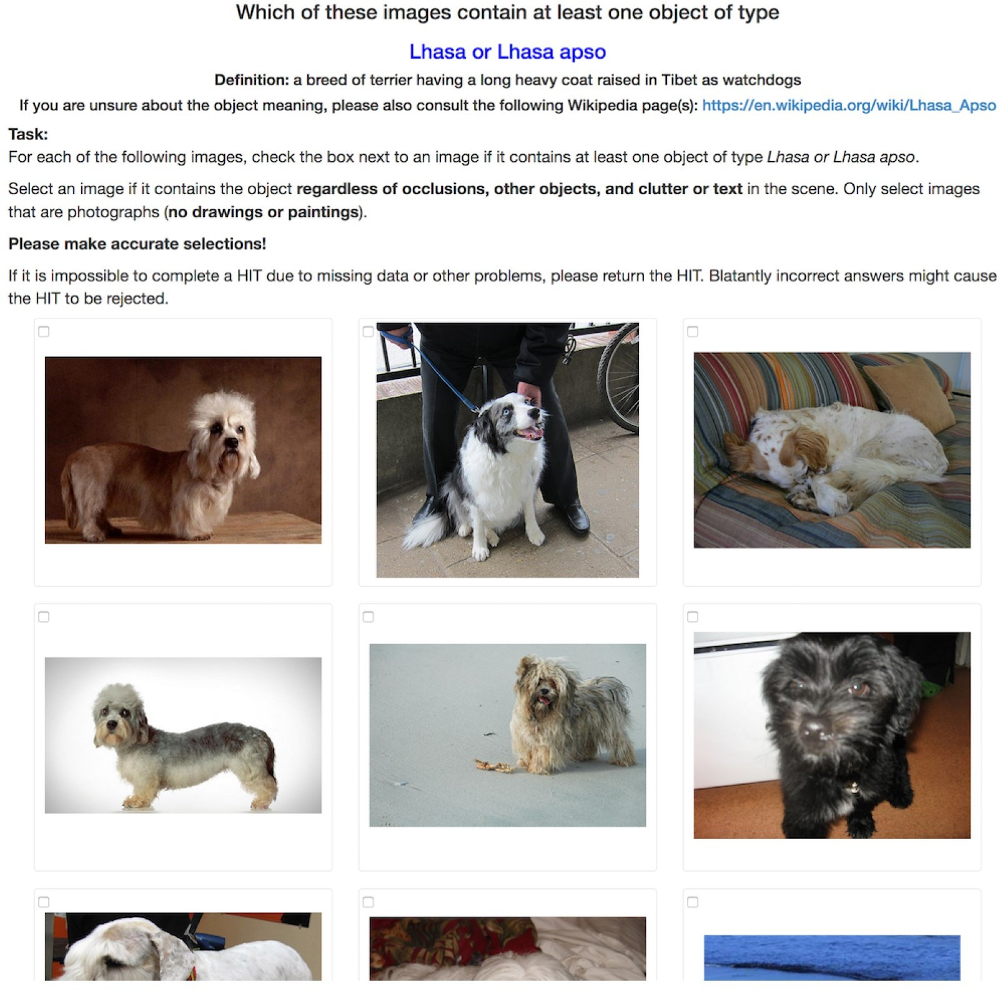 Which of these images contain at least one object of type
Lhasa or Lhasa apso
Definition: a breed of terrier having a long heavy coat raised in Tibet as watchdogs
If you are unsure about the object meaning, please also consult the following Wikipedia page(s): https://en.wikipedia.org/wiki/Lhasa_Apso
Task:
For each of the following images, check the box next to an image if it contains at least one object of type Lhasa or Lhasa apso.
Select an image if it contains the object regardless of occlusions, other objects, and clutter or text in the scene. Only select images
that are photographs (no drawings or paintings).
Please make accurate selections!
If it is impossible to complete a HIT due to missing data or other problems, please return the HIT. Blatantly incorrect answers might cause
the HIT to be rejected.